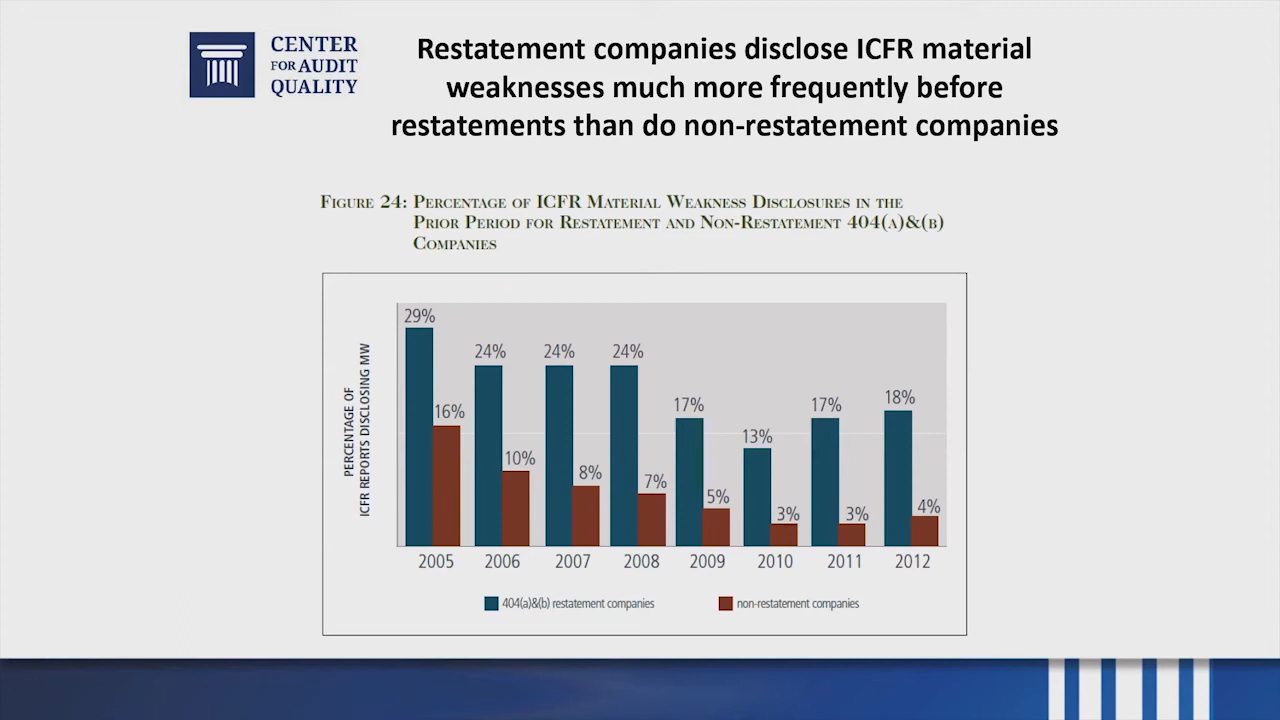 CENTER
FOR AUDIT
QUALITY
Restatement companies disclose ICFR material
weaknesses much more frequently before
restatements than do non-restatement companies
FIGURE 24: PERCENTAGE OF ICFR MATERIAL WEAKNESS DISCLOSURES IN THE
PRIOR PERIOD FOR RESTATEMENT AND NON-RESTATEMENT 404(A)&(B)
COMPANIES
PERCENTAGE OF
ICFR REPORTS DISCLOSING MW
29%
16%
24%
10%
24%
8%
24%
7%
17%
5%
13%
3%
17%
3%
18%
4%
2005 2006 2007 2008 2009 2010 2011 2012
404(a)&(b) restatement companies non-restatement companies